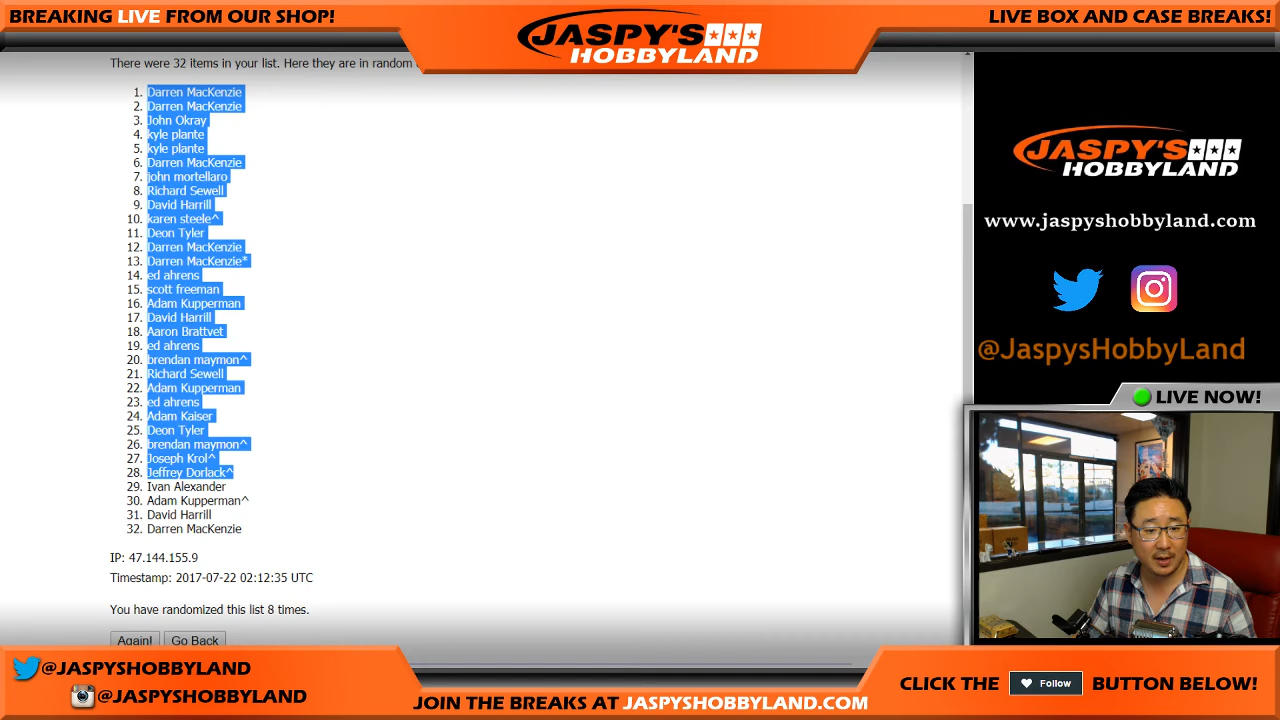 BREAKING LIVE FROM OUR SHOP!
JASPY'S
HOBBYLAND
LIVE BOX AND CASE BREAKS!
There were 32 items in your list. Here they are in random
1. Darren MacKenzie
2. Darren MacKenzie
3. John Okray
4. kyle plante
5. kyle plante
6. Darren MacKenzie
7. john mortellaro
8. Richard Sewell
9. David Harrill
10. karen steele^
11. Deon Tyler
12. Darren MacKenzie
13. Darren MacKenzie*
14. ed ahrens
15. scott freeman
16. Adam Kupperman
17. David Harrill
18. Aaron Brattvet
19. ed ahrens
20. brendan maymon^
21. Richard Sewell
22. Adam Kupperman
23. ed ahrens
24. Adam Kaiser
25. Deon Tyler
26. brendan maymon^
27. Joseph Krol^
28. Jeffrey Dorlack^
29. Ivan Alexander
30. Adam Kupperman^
31. David Harrill
32. Darren MacKenzie
IP: 47.144.155.9
Timestamp: 2017-07-22 02:12:35 UTC
You have randomized this list 8 times.
Again! Go Back
JASPY'S
HOBBYLAND
www.jaspyshobbyland.com
@JaspysHobbyLand
LIVE NOW!
@JASPYSHOBBYLAND
@JASPYSHOBBYLAND
JOIN THE BREAKS AT JASPYSHOBBYLAND.COM
CLICK THE Follow BUTTON BELOW!